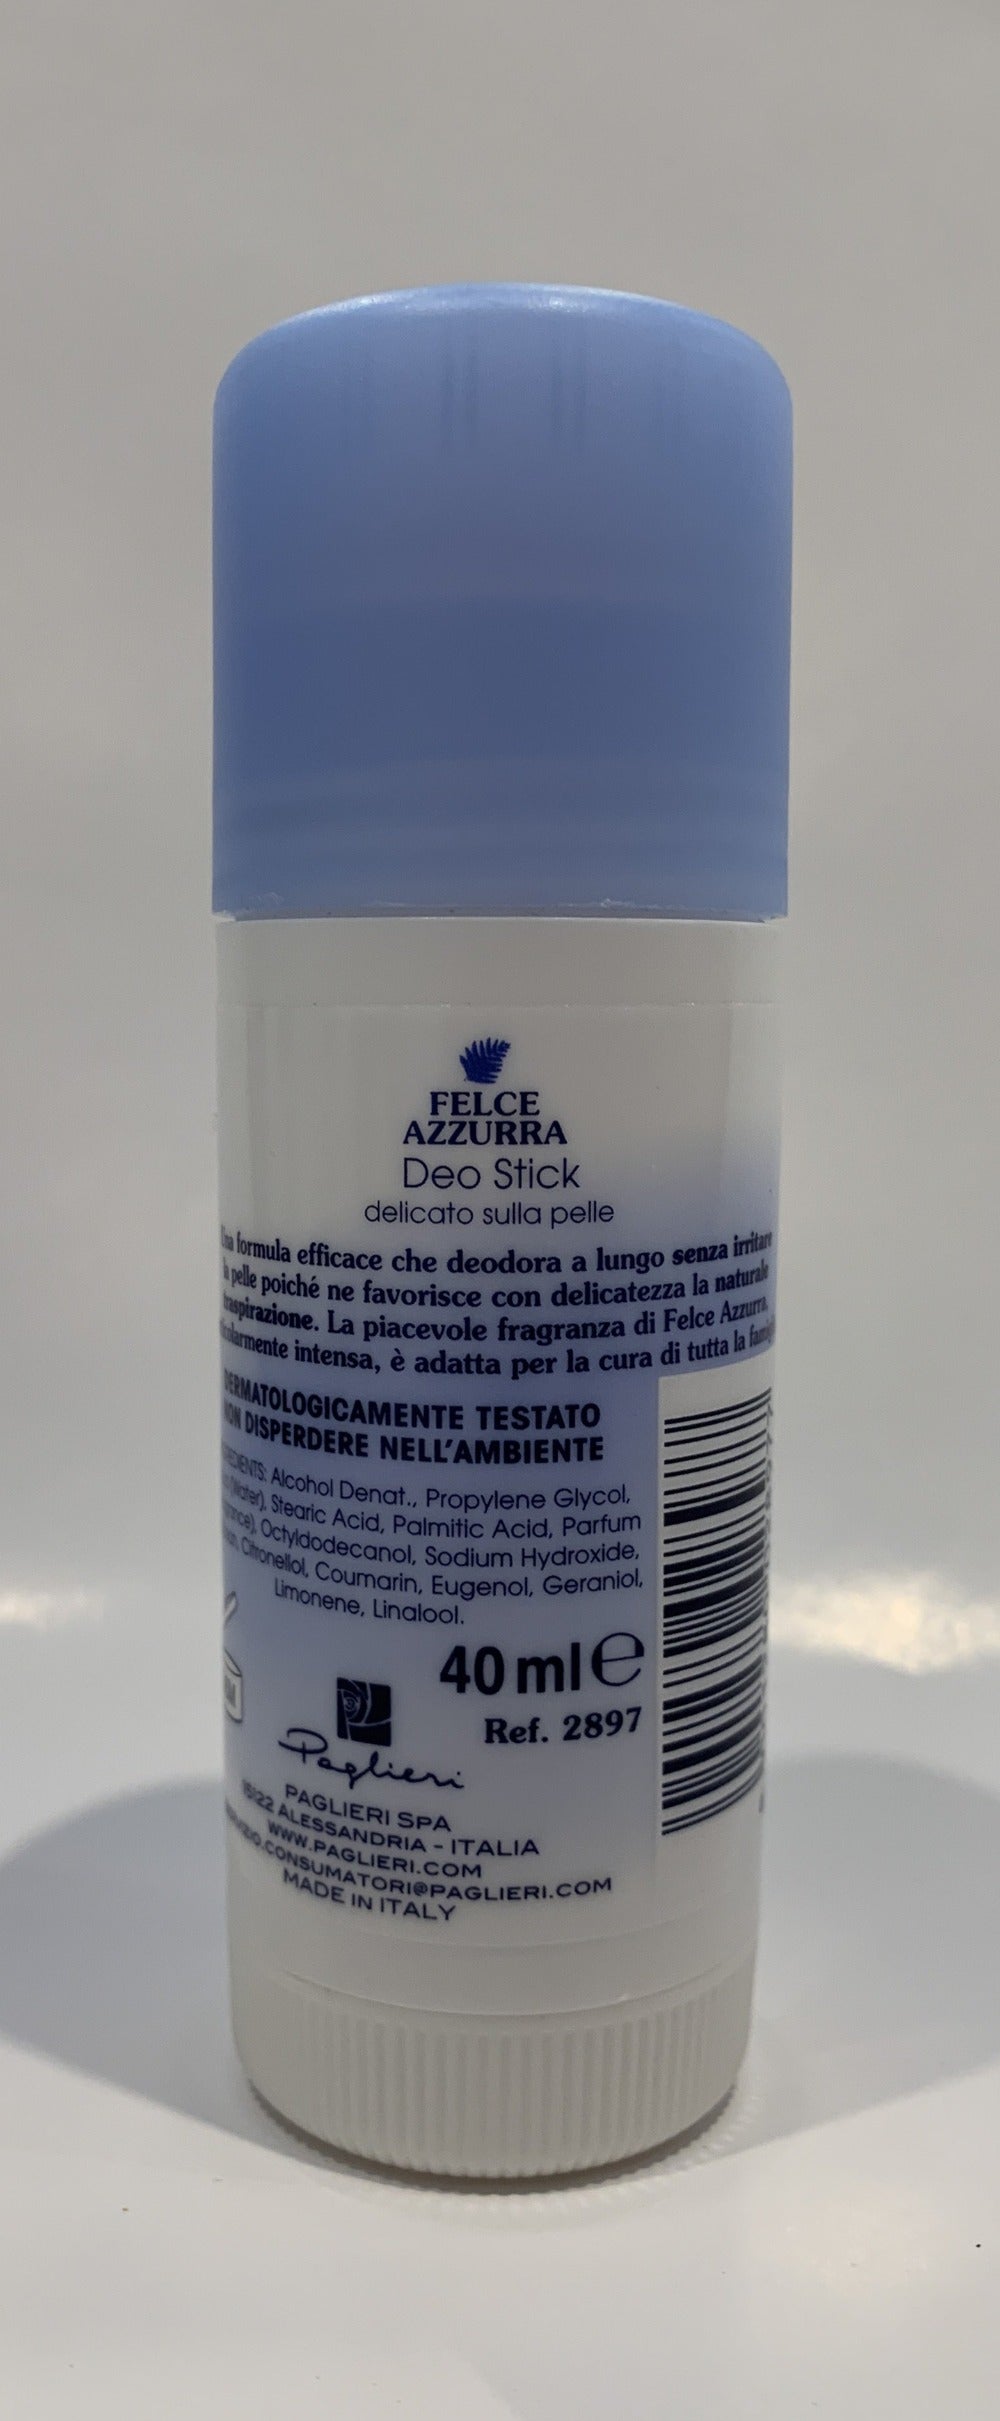 FELCE
AZZURRA
Deo Stick
delicato sulla pelle
formula efficace che deodora a lungo senza irritare
la pelle poiché ne favorisce con delicatezza la naturale
traspirazione. La piacevole fragranza di Felce Azzurra,
intensa, è adatta per la cura di tutta la
DERMATOLOGICAMENTE TESTATO
NON DISPERDERE NELL'AMBIENTE
Alcohol Denat., Propylene Glycol,
(Water), Stearic Acid, Palmitic Acid, Parfum
Octyldodecanol, Sodium Hydroxide,
Citronellol, Coumarin, Eugenol, Geraniol,
Limonene, Linalool.
40 ml e
Ref. 2897
Paglieri
PAGLIERI SPA
15122 ALESSANDRIA - ITALIA
WWW.PAGLIERI.COM
SERVIZIO.CONSUMATORI@PAGLIERI.COM
MADE IN ITALY